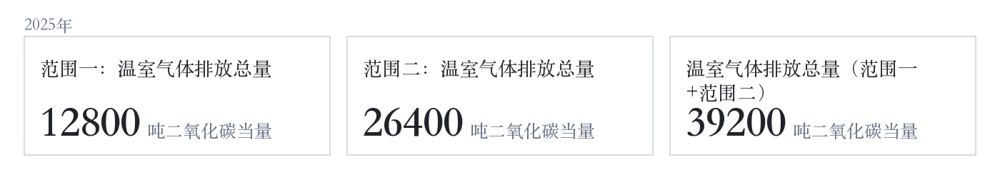 2025年
范围一：温室气体排放总量
12800 吨二氧化碳当量
范围二：温室气体排放总量
26400 吨二氧化碳当量
温室气体排放总量（范围一
+范围二）
39200 吨二氧化碳当量